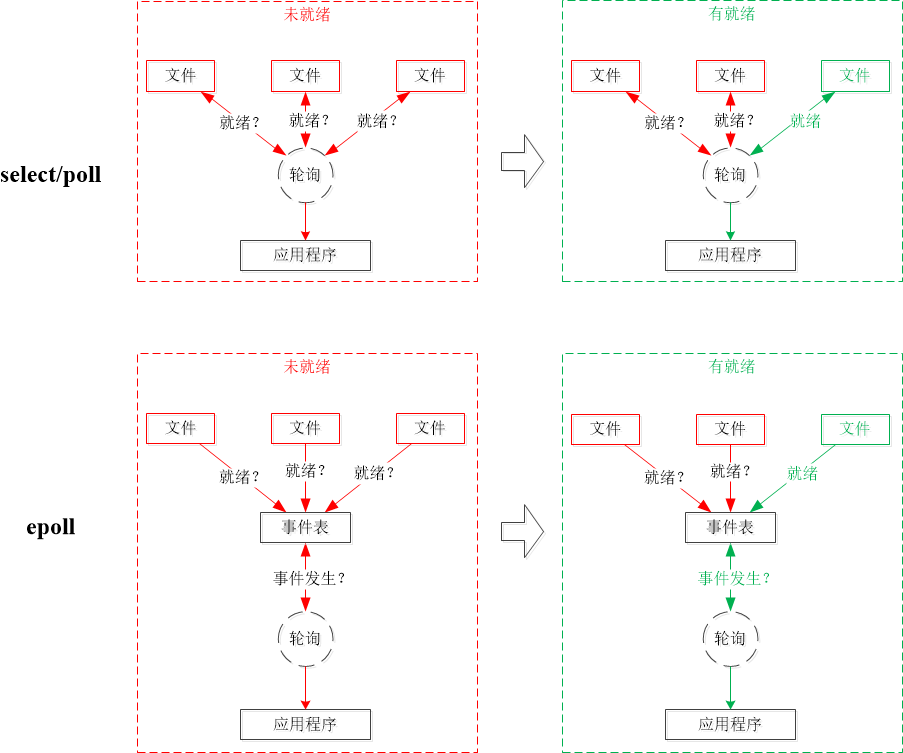 未就绪
有就绪
文件
文件
文件
文件
文件
文件
就绪？
就绪？
就绪？
就绪？
就绪？
就绪
select/poll
轮询
轮询
应用程序
应用程序
未就绪
有就绪
文件
文件
文件
文件
文件
文件
就绪？
就绪？
就绪？
就绪？
就绪？
就绪
epoll
事件表
事件表
事件发生？
事件发生？
轮询
轮询
应用程序
应用程序